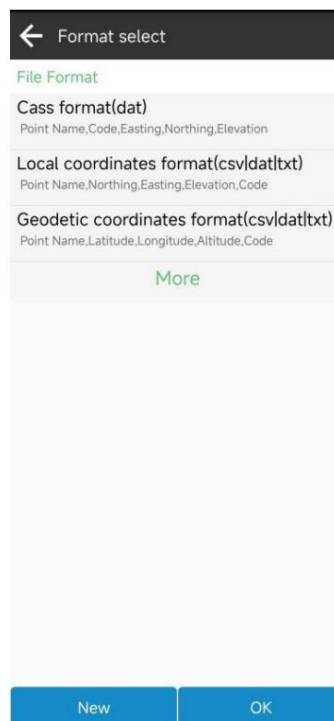 Format select
File Format
Cass format(dat)
Point Name,Code,Easting,Northing,Elevation
Local coordinates format(csv|dat|txt)
Point Name,Northing,Easting,Elevation,Code
Geodetic coordinates format(csv|dat|txt)
Point Name,Latitude,Longitude,Altitude,Code
More
New OK